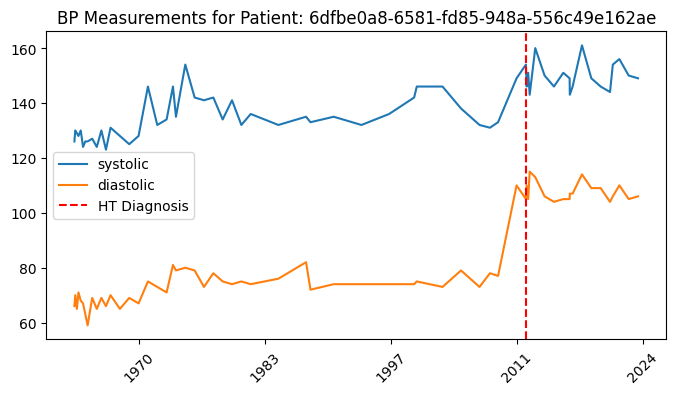 BP Measurements for Patient: 6dfbe0a8-6581-fd85-948a-556c49e162ae
160
140
120
100
80
60
systolic
diastolic
HT Diagnosis
1970 1983 1997 2011 2024